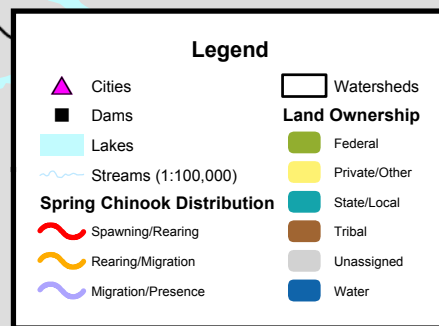 Legend
Cities
Dams
Lakes
Streams (1:100,000)
Spring Chinook Distribution
Spawning/Rearing
Rearing/Migration
Migration/Presence
Watersheds
Land Ownership
Federal
Private/Other
State/Local
Tribal
Unassigned
Water